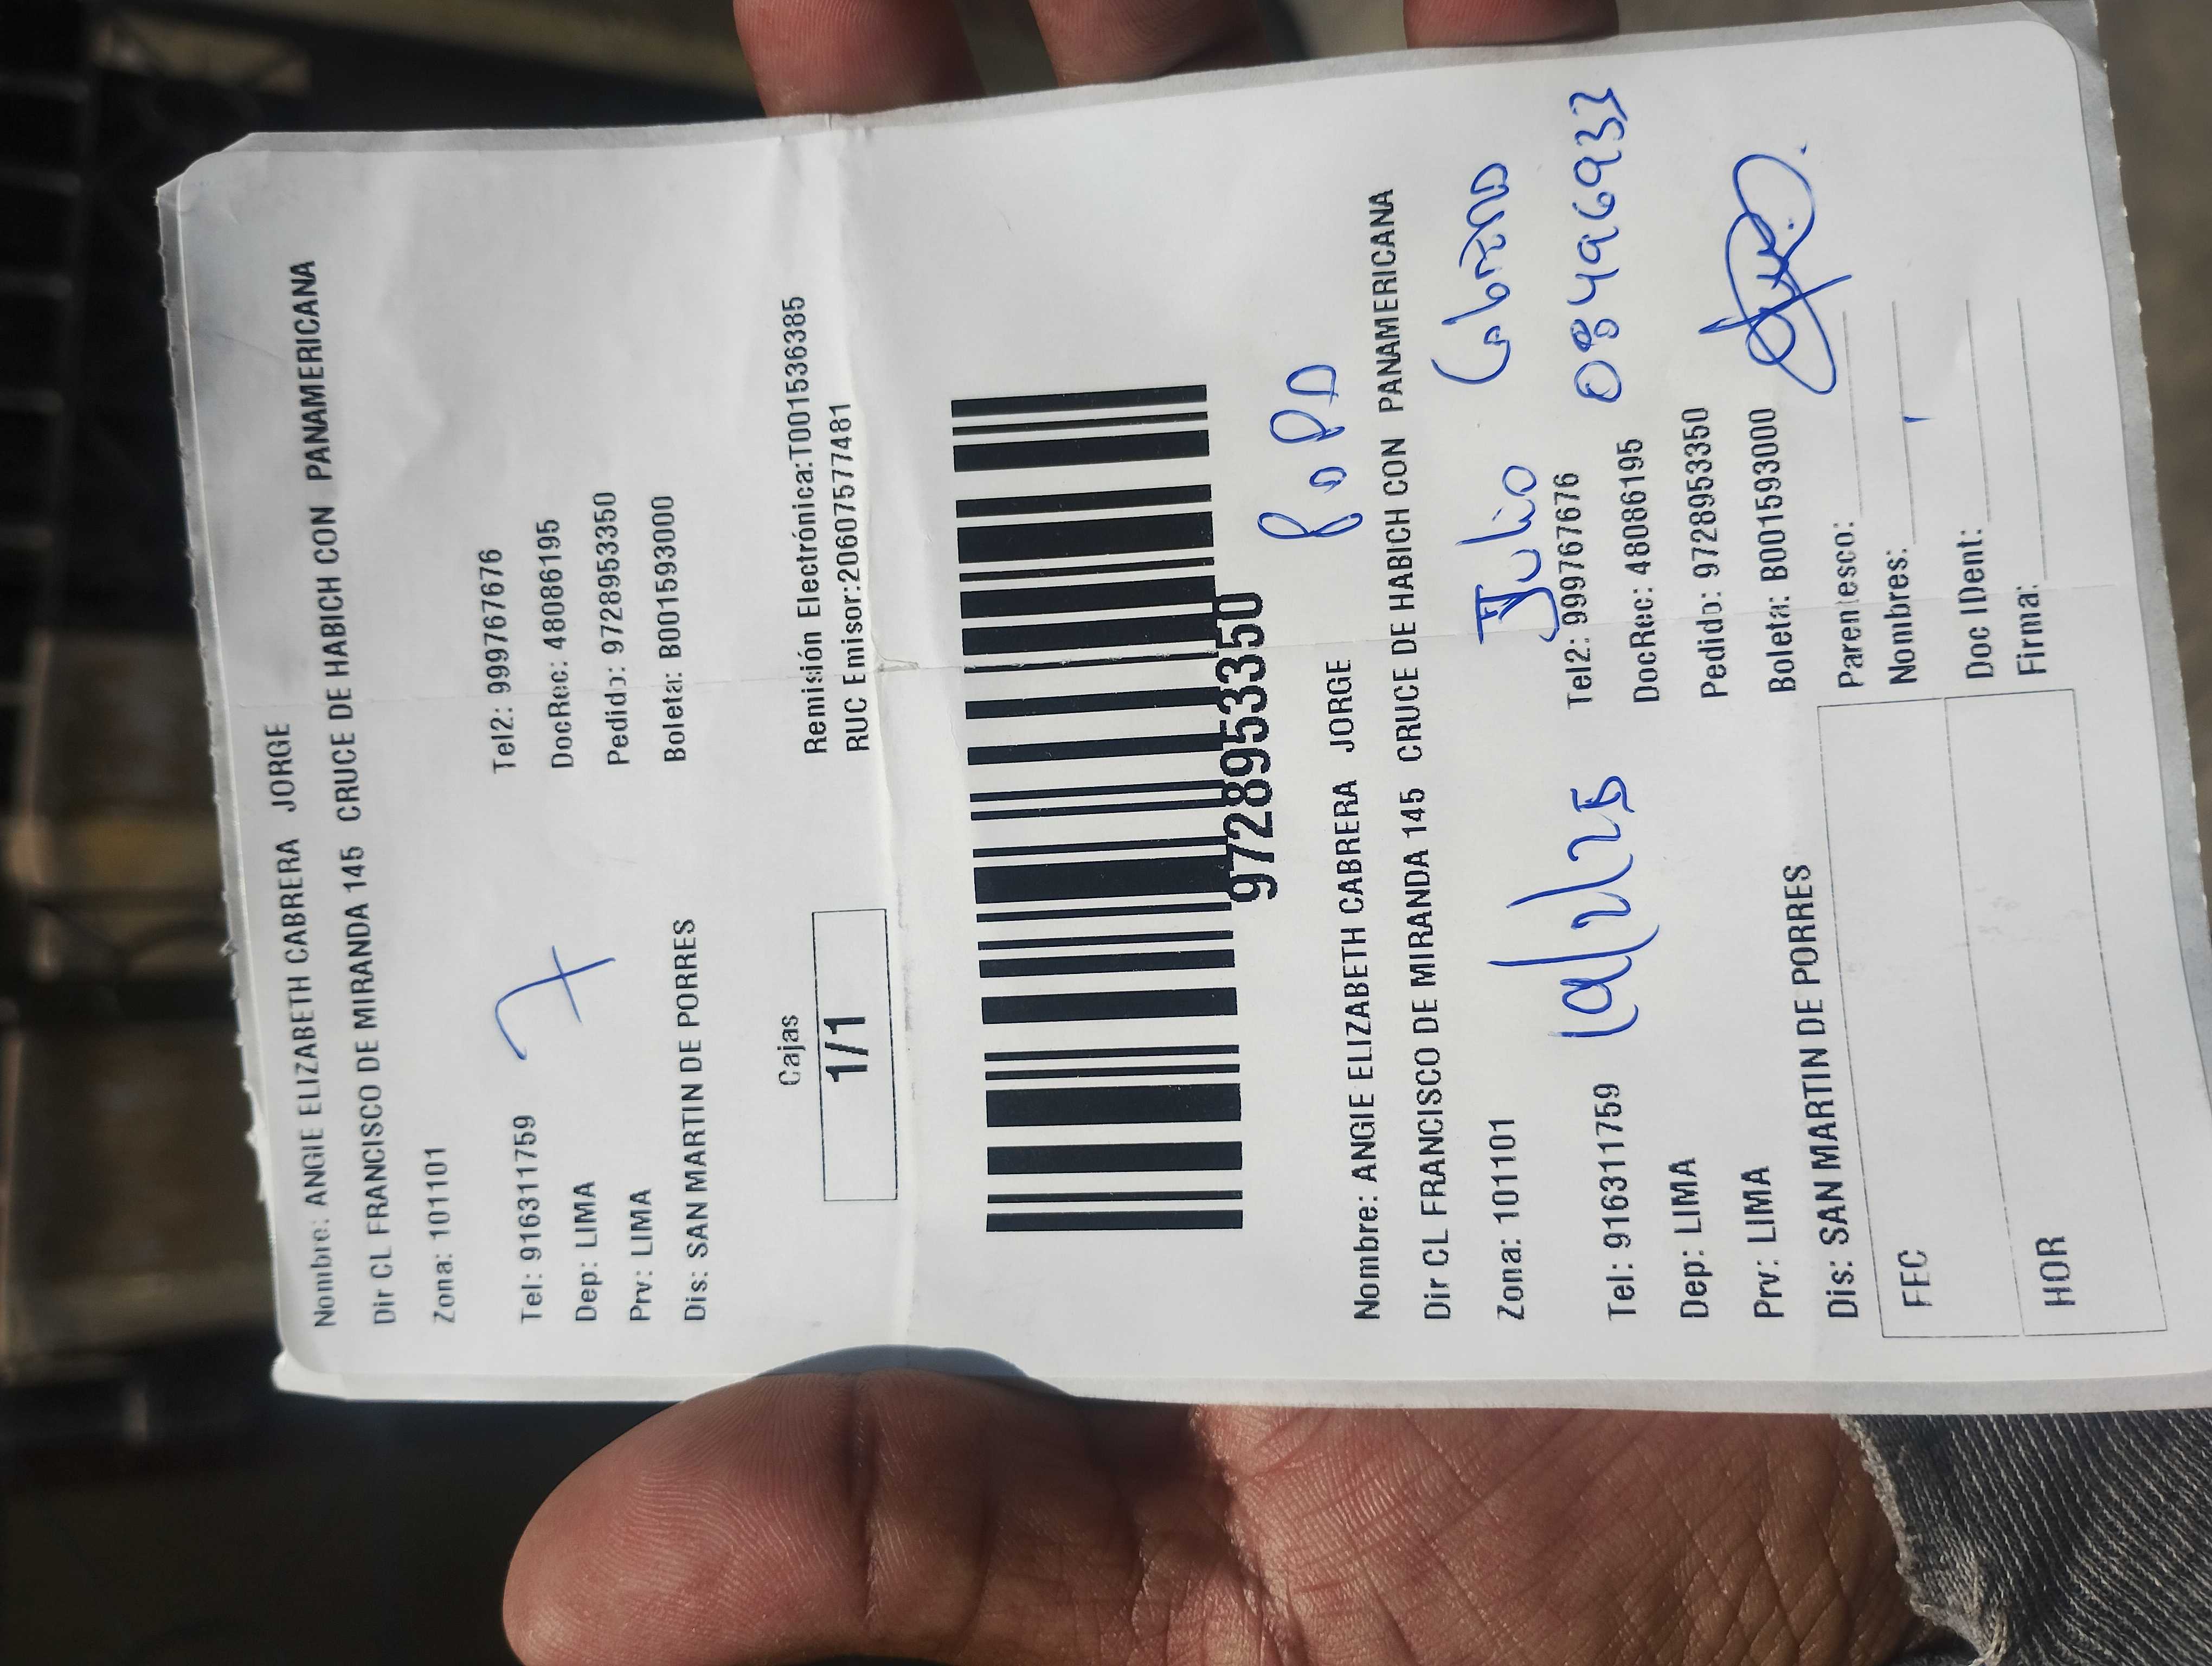 Nombre: ANGIE ELIZABETH CABRERA JORGE
Dir CL FRANCISCO DE MIRANDA 145 CRUCE DE HABICH CON PANAMERICANA
Zona: 101101
Tel: 916311759 Tel2: 999767676
Dep: LIMA DocRec: 48086195
Prv: LIMA Pedido: 9728953350
Dis: SAN MARTIN DE PORRES Boleta: B001593000
Cajas
1/1
Remisión Electrónica:T001536385
RUC Emisor:20607577481
9728953350
Nombre: ANGIE ELIZABETH CABRERA JORGE
Dir CL FRANCISCO DE MIRANDA 145 CRUCE DE HABICH CON PANAMERICANA
Zona: 101101
Julio Cabrera
Tel: 916311759 Tel2: 999767676
08496932
Dep: LIMA DocRec: 48086195
Prv: LIMA Pedido: 9728953350
Dis: SAN MARTIN DE PORRES Boleta: B001593000
FEC
HOR
Parentesco:
Nombres:
Doc IDent:
Firma: